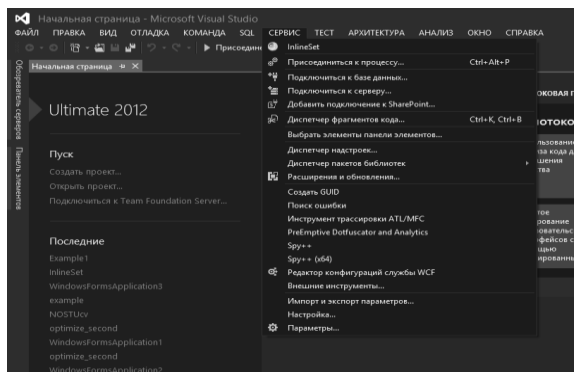 Начальная страница - Microsoft Visual Studio
ФАЙЛ ПРАВКА ВИД ОТЛАДКА КОМАНДА SQL СЕРВИС ТЕСТ АРХИТЕКТУРА АНАЛИЗ ОКНО СПРАВКА
Присоедине
Обозреватель серверов
Панель элементов
Начальная страница
Ultimate 2012
Пуск
Создать проект...
Открыть проект...
Подключиться к Team Foundation Server...
Последние
Example1
InlineSet
WindowsFormsApplication3
example
NOSTUcv
optimize_second
WindowsFormsApplication1
optimize_second
WindowsFormsApplication2
InlineSet
Присоединиться к процессу... Ctrl+Alt+P
Подключиться к базе данных...
Подключиться к серверу...
Добавить подключение к SharePoint...
Диспетчер фрагментов кода... Ctrl+K, Ctrl+B
Выбрать элементы панели элементов...
Диспетчер надстроек...
Диспетчер пакетов библиотек
Расширения и обновления...
Создать GUID
Поиск ошибки
Инструмент трассировки ATL/MFC
PreEmptive Dotfuscator and Analytics
Spy++
Spy++ (x64)
Редактор конфигураций службы WCF
Внешние инструменты...
Импорт и экспорт параметров...
Настройка...
Параметры...